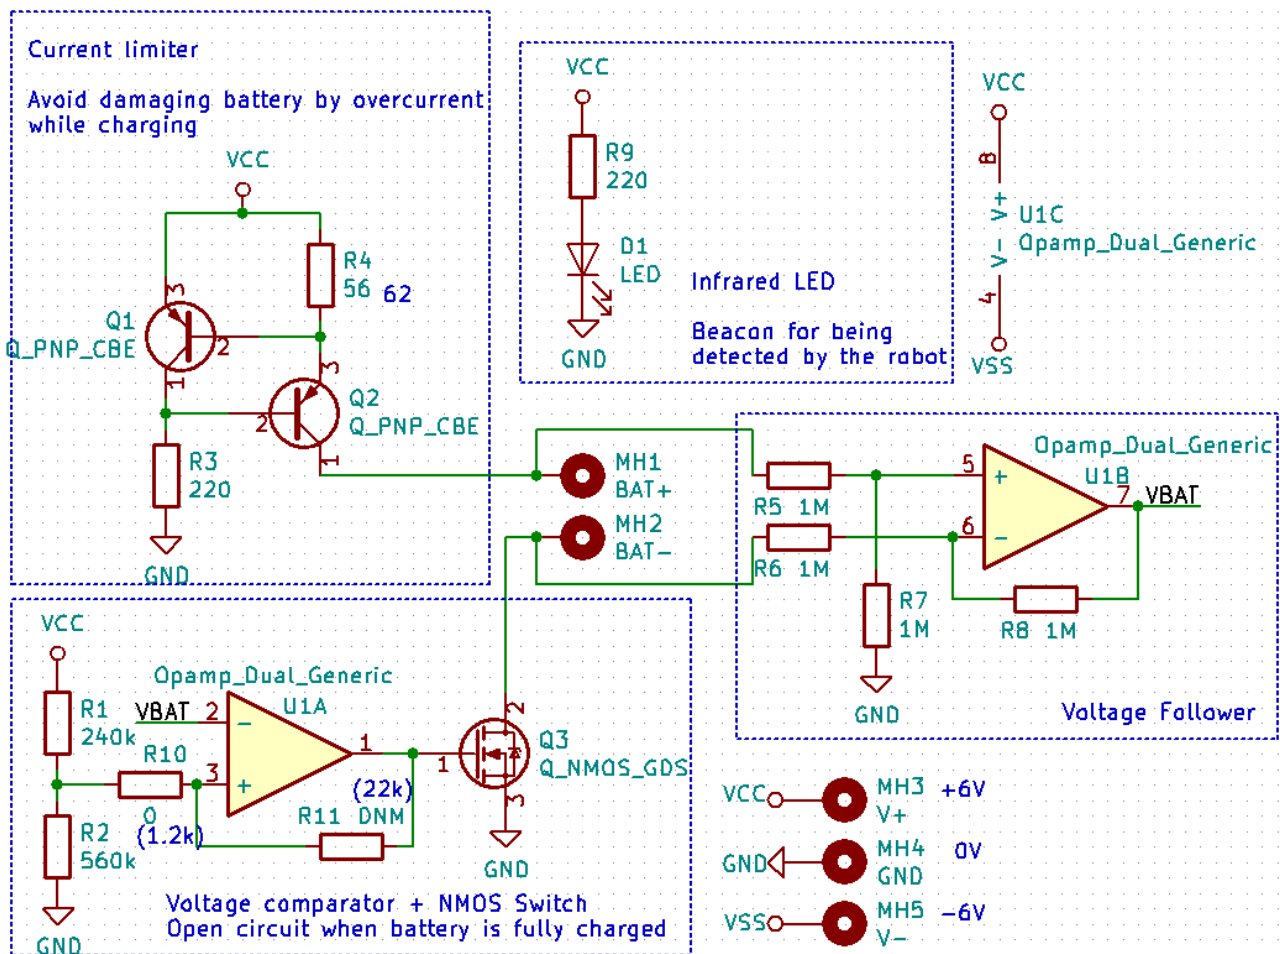 Current limiter
Avoid damaging battery by overcurrent
while charging
VCC
R4
56 62
3
Q1
Q_PNP_CBE
2
1
3
Q2
Q_PNP_CBE
2
1
R3
220
GND
VCC
R9
220
D1
LED
GND
Infrared LED
Beacon for being
detected by the robot
VCC
8
V+
U1C
Opamp_Dual_Generic
V-
4
VSS
MH1
BAT+
MH2
BAT-
Opamp_Dual_Generic
U1B
5
+
7 VBAT
R5 1M
6
-
R6 1M
R7
1M
R8 1M
GND
Voltage Follower
VCC
R1
240k
Opamp_Dual_Generic
U1A
VBAT 2
-
R10
3
+
0
(1.2k)
1
(22k)
R11 DNM
R2
560k
GND
2
Q3
Q_NMOS_GDS
1
3
GND
Voltage comparator + NMOS Switch
Open circuit when battery is fully charged
VCC
MH3 +6V
V+
GND
MH4 0V
GND
VSS
MH5 -6V
V-